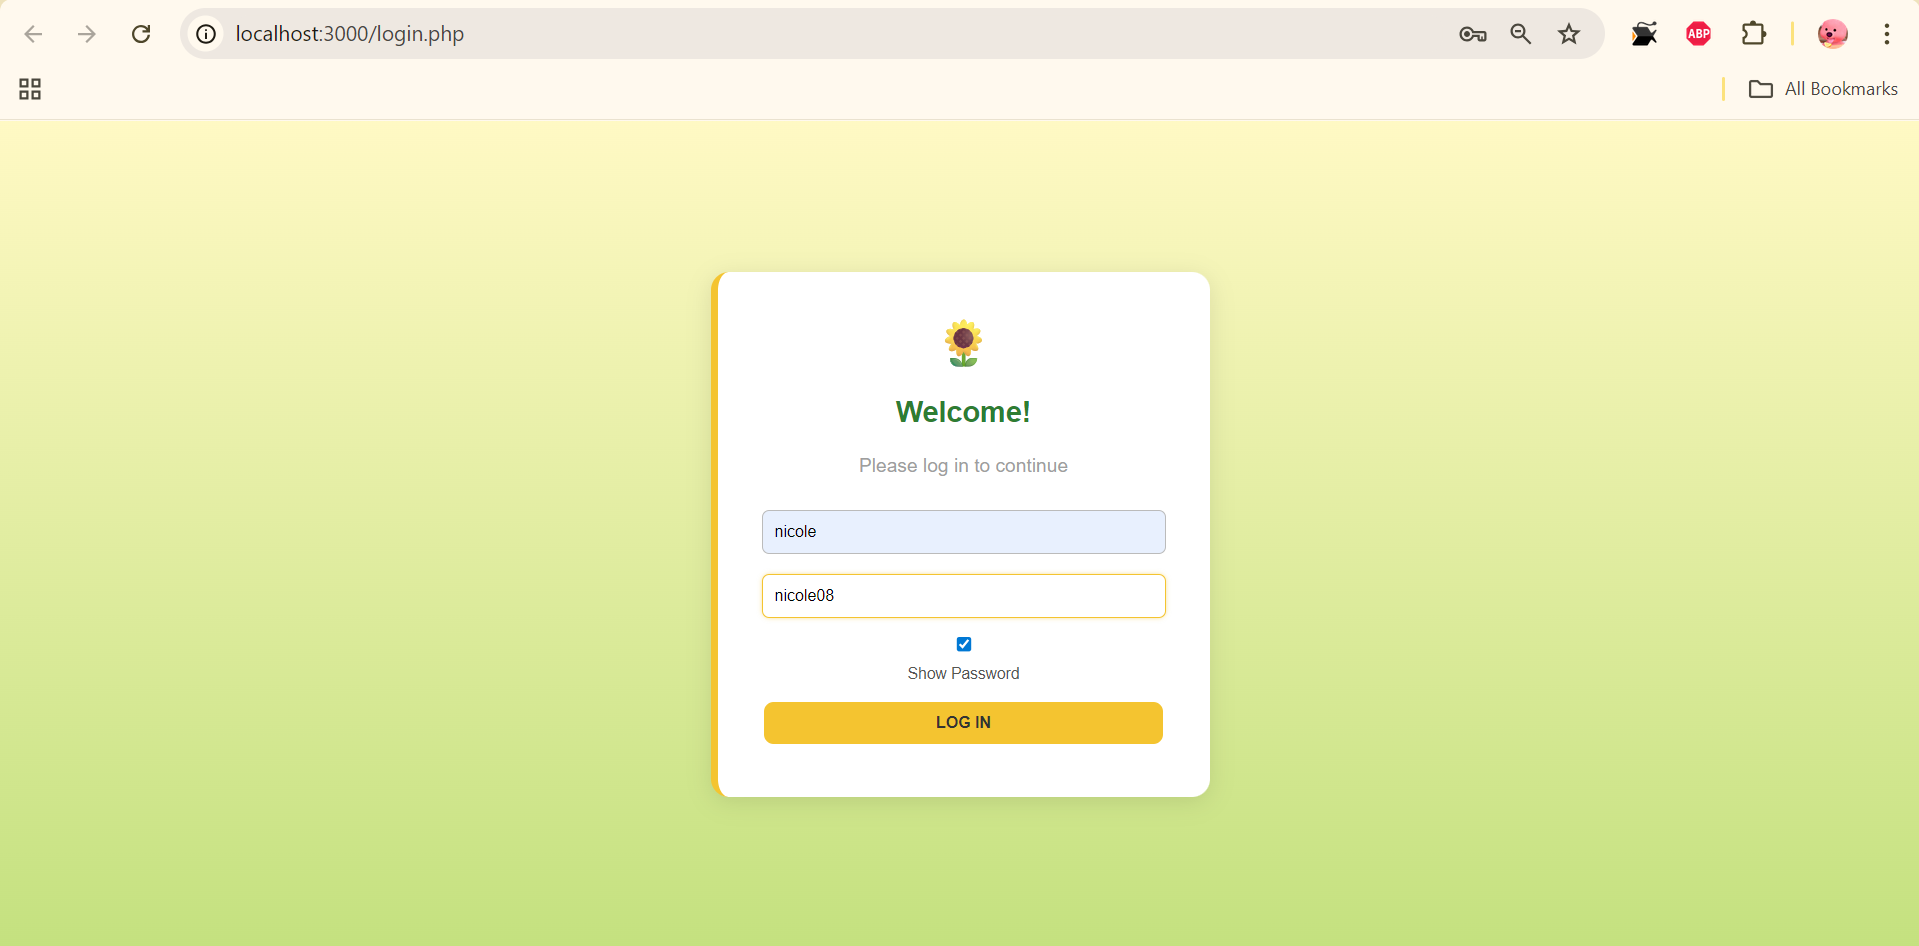 localhost:3000/login.php
ABP
All Bookmarks
Welcome!
Please log in to continue
nicole
nicole08
Show Password
LOG IN